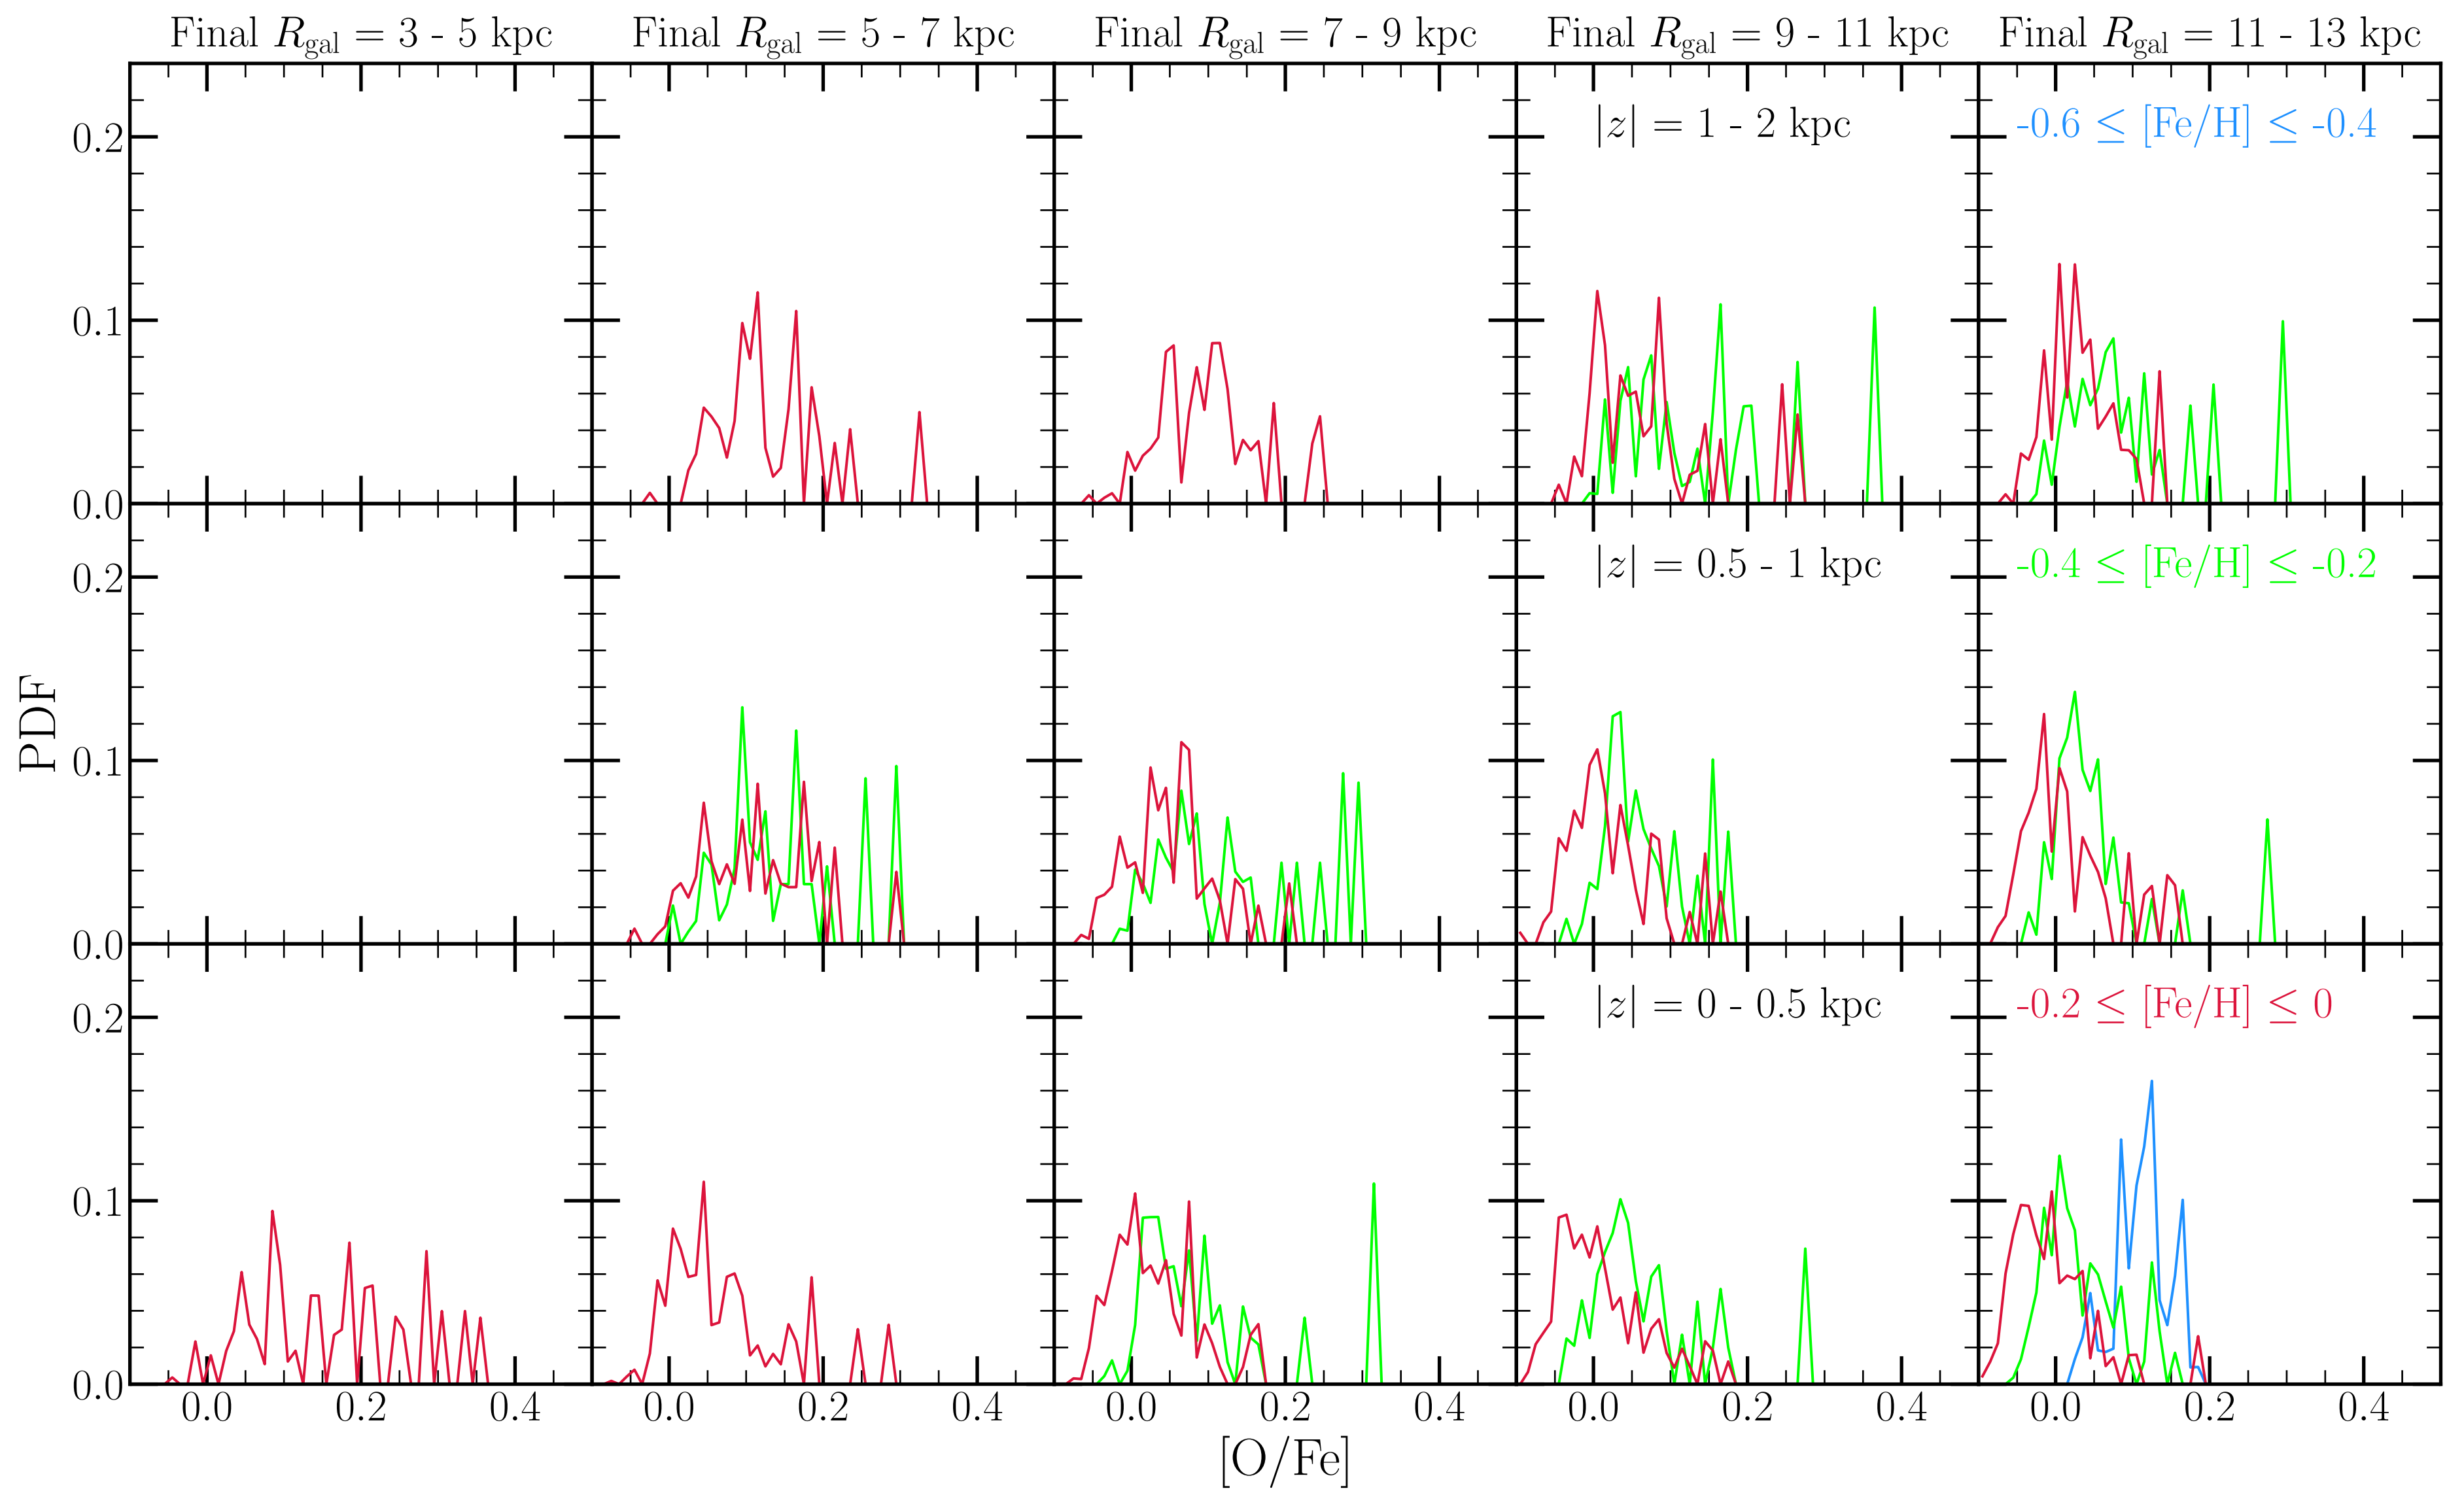 Final R_gal = 3 - 5 kpc
Final R_gal = 5 - 7 kpc
Final R_gal = 7 - 9 kpc
Final R_gal = 9 - 11 kpc
Final R_gal = 11 - 13 kpc
|z| = 1 - 2 kpc
-0.6 ≤ [Fe/H] ≤ -0.4
0.2
0.1
0.0
|z| = 0.5 - 1 kpc
-0.4 ≤ [Fe/H] ≤ -0.2
0.2
PDF
0.1
0.0
|z| = 0 - 0.5 kpc
-0.2 ≤ [Fe/H] ≤ 0
0.2
0.1
0.0
0.0 0.2 0.4
0.0 0.2 0.4
0.0 0.2 0.4
0.0 0.2 0.4
0.0 0.2 0.4
[O/Fe]